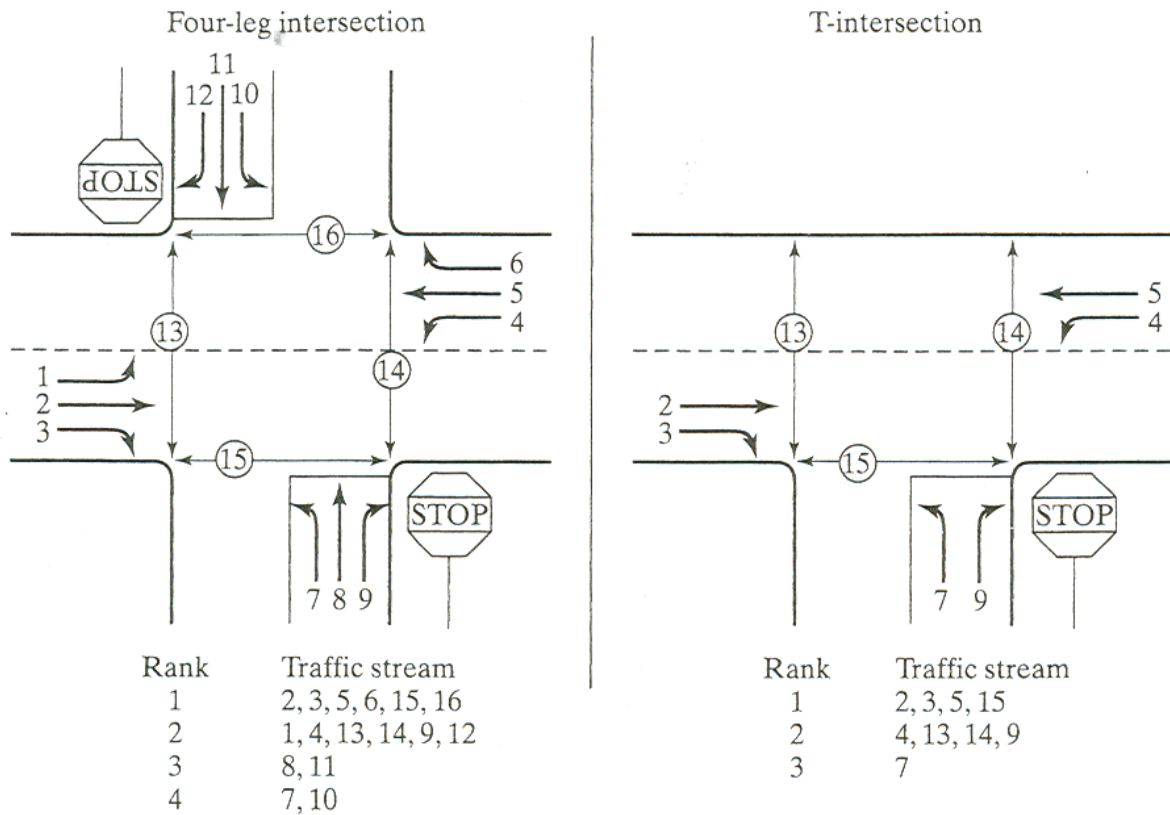 Four-leg intersection
11
12 10
STOP
16
6
5
4
13
14
1
2
3
15
STOP
7 8 9
Rank Traffic stream
1 2, 3, 5, 6, 15, 16
2 1, 4, 13, 14, 9, 12
3 8, 11
4 7, 10
T-intersection
5
4
13
14
2
3
15
STOP
7 9
Rank Traffic stream
1 2, 3, 5, 15
2 4, 13, 14, 9
3 7